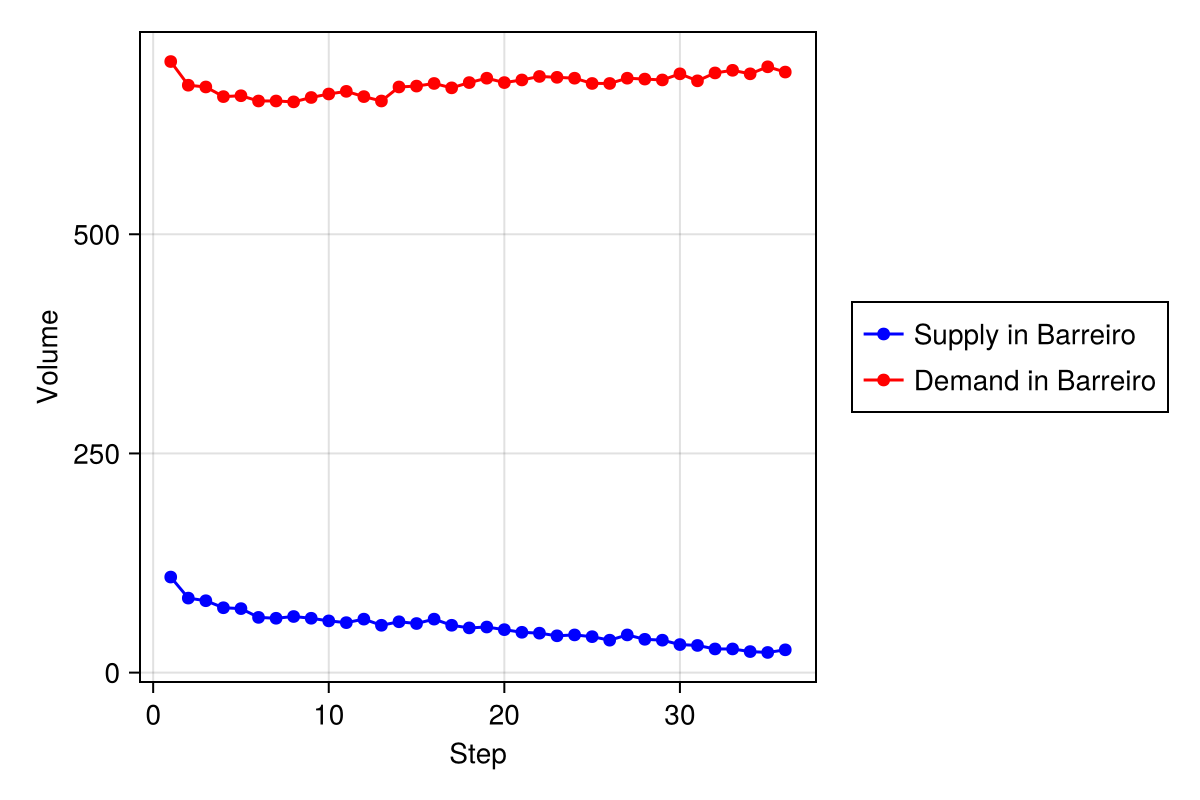 Volume
500
250
0
0 10 20 30
Step
Supply in Barreiro
Demand in Barreiro